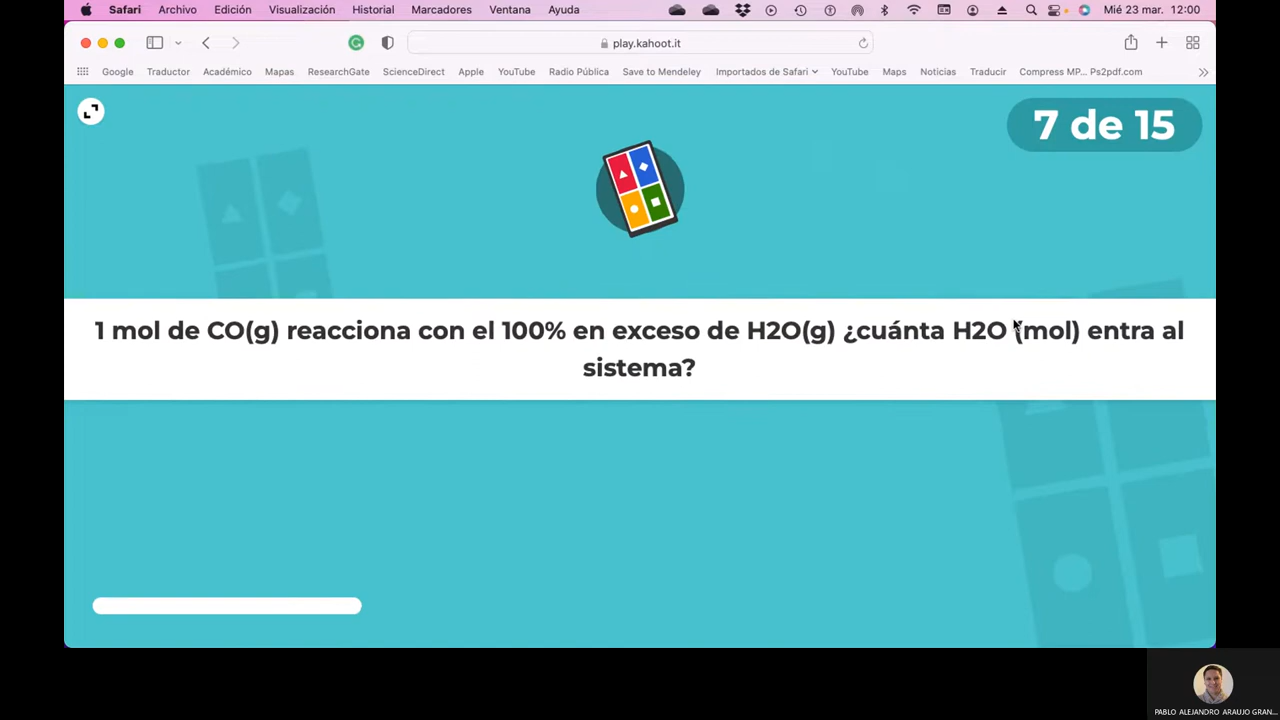 Safari Archivo Edición Visualización Historial Marcadores Ventana Ayuda Mié 23 mar. 12:00
play.kahoot.it
Google Traductor Académico Mapas ResearchGate ScienceDirect Apple YouTube Radio Pública Save to Mendeley Importados de Safari YouTube Maps Noticias Traducir Compress MP... Ps2pdf.com
7 de 15
1 mol de CO(g) reacciona con el 100% en exceso de H2O(g) ¿cuánta H2O (mol) entra al
sistema?
PABLO ALEJANDRO ARAUJO GRAN...